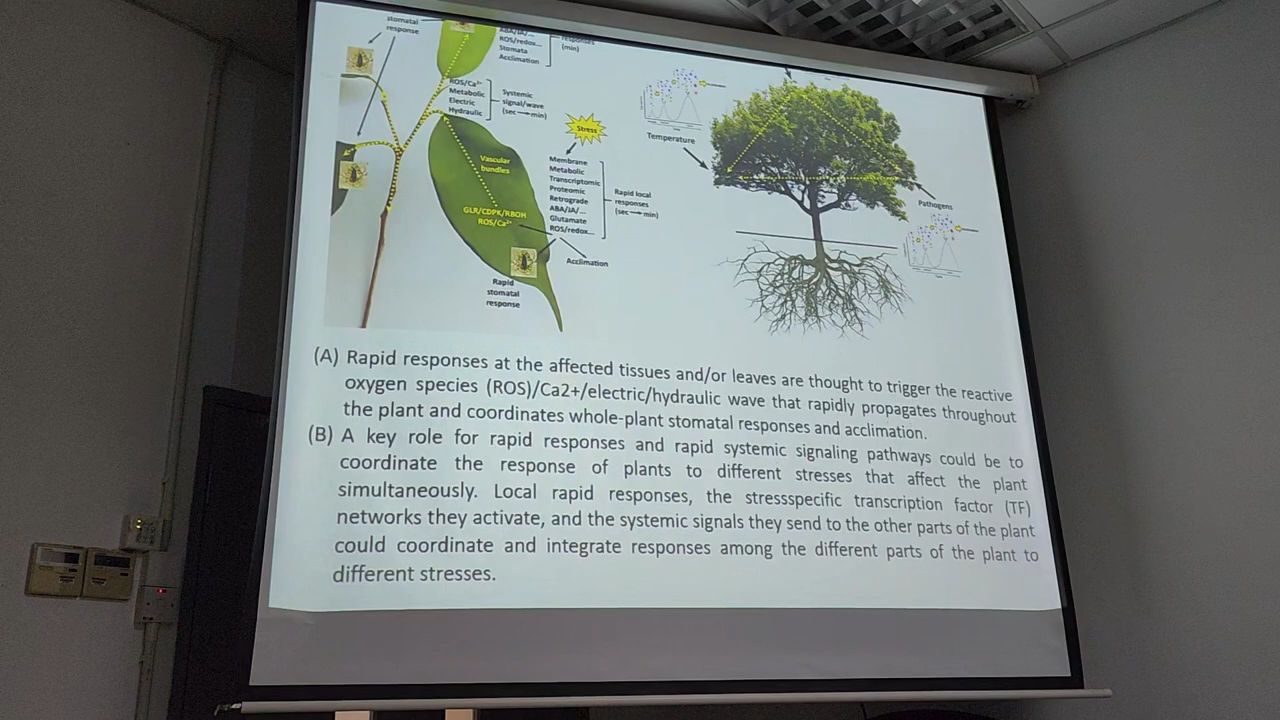 stomatal
response
ROS/redox...
Stomata
Acclimation
(min)
ROS/Ca²⁺
Metabolic
Electric
Hydraulic
Systemic
signal/wave
(sec → min)
Stress
Vascular
bundles
GLR/CDPK/RBOH
ROS/Ca²⁺
Membrane
Metabolic
Transcriptomic
Proteomic
Retrograde
ABA/JA/...
Glutamate
ROS/redox...
Rapid local
responses
(sec → min)
Acclimation
Rapid
stomatal
response
Temperature
Pathogens
(A) Rapid responses at the affected tissues and/or leaves are thought to trigger the reactive
oxygen species (ROS)/Ca2+/electric/hydraulic wave that rapidly propagates throughout
the plant and coordinates whole-plant stomatal responses and acclimation.
(B) A key role for rapid responses and rapid systemic signaling pathways could be to
coordinate the response of plants to different stresses that affect the plant
simultaneously. Local rapid responses, the stressspecific transcription factor (TF)
networks they activate, and the systemic signals they send to the other parts of the plant
could coordinate and integrate responses among the different parts of the plant to
different stresses.